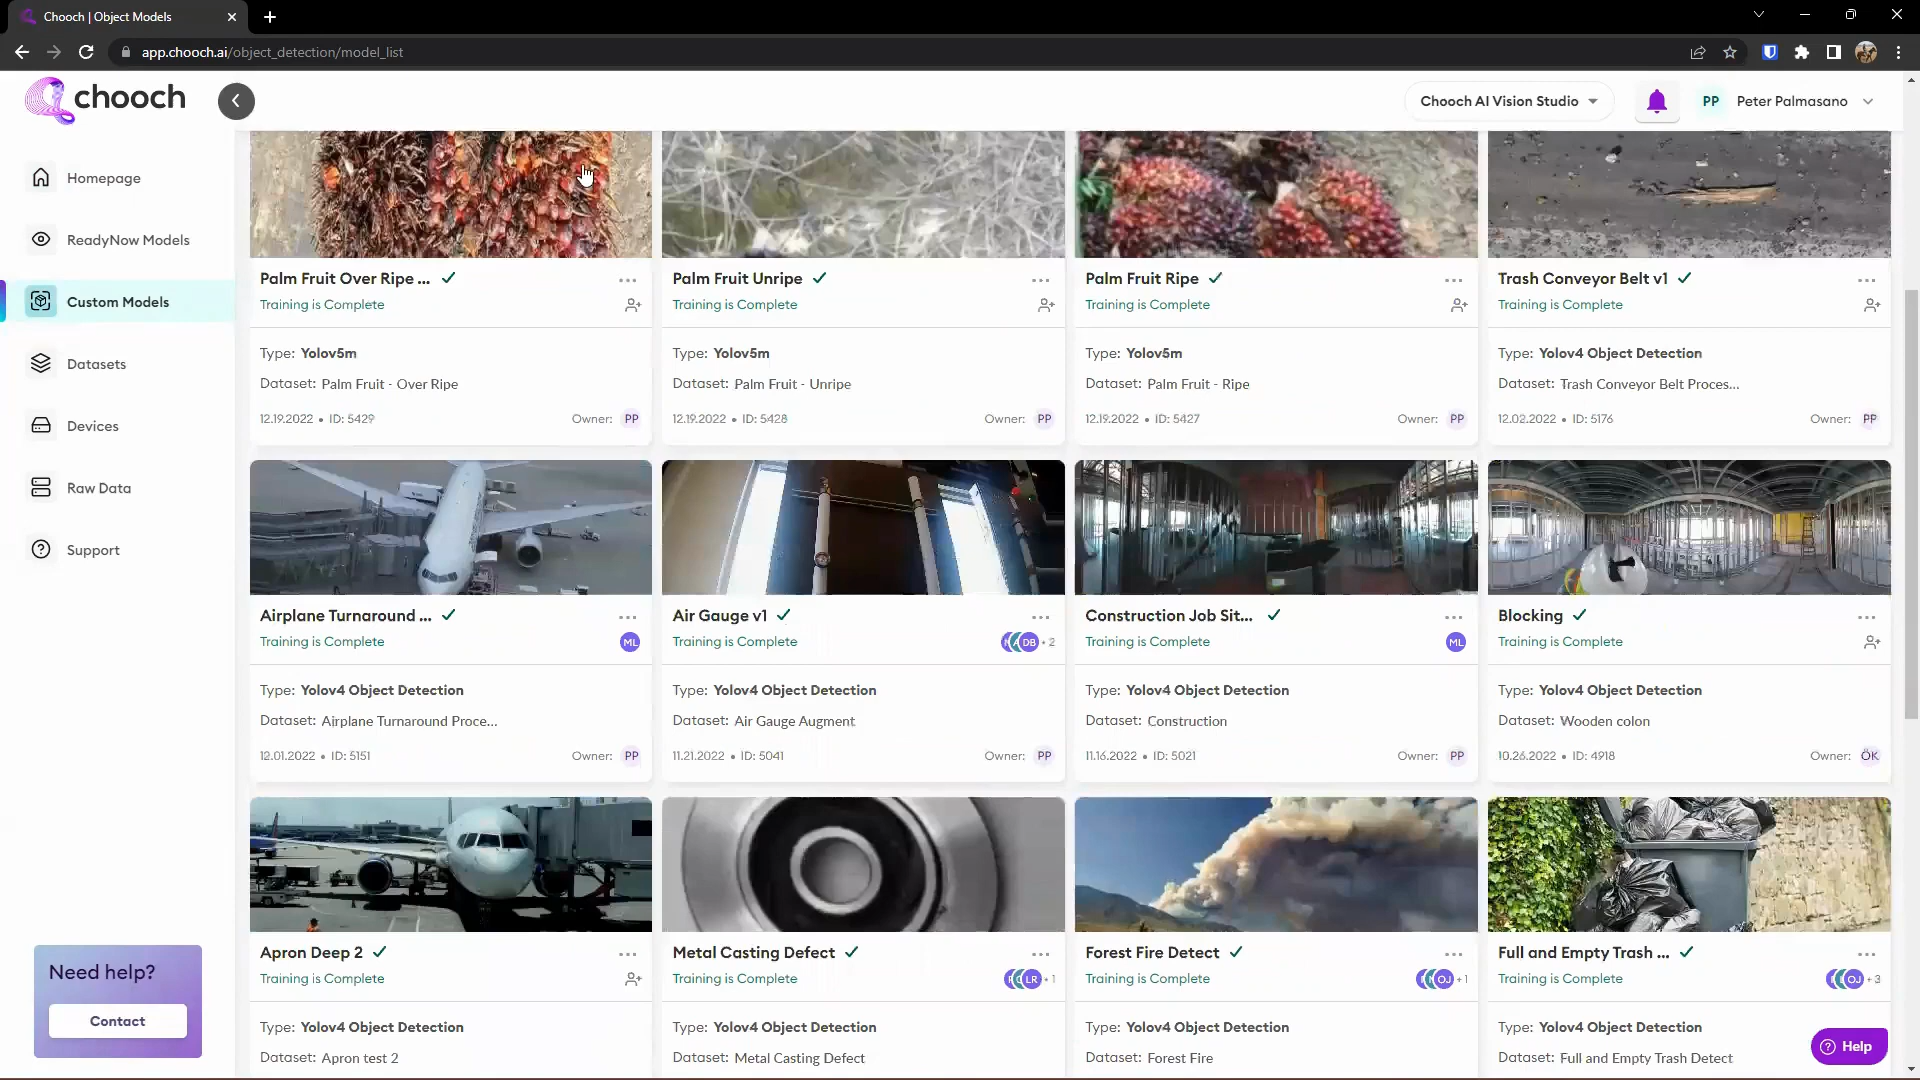 Chooch | Object Models
app.chooch.ai/object_detection/model_list
chooch
Chooch AI Vision Studio
PP Peter Palmasano
Homepage
ReadyNow Models
Custom Models
Datasets
Devices
Raw Data
Support
Need help?
Contact
Palm Fruit Over Ripe ...
Training is Complete
Type: Yolov5m
Dataset: Palm Fruit - Over Ripe
12.19.2022 • ID: 5429 Owner: PP
Palm Fruit Unripe
Training is Complete
Type: Yolov5m
Dataset: Palm Fruit - Unripe
12.19.2022 • ID: 5428 Owner: PP
Palm Fruit Ripe
Training is Complete
Type: Yolov5m
Dataset: Palm Fruit - Ripe
12.19.2022 • ID: 5427 Owner: PP
Trash Conveyor Belt v1
Training is Complete
Type: Yolov4 Object Detection
Dataset: Trash Conveyor Belt Proces...
12.02.2022 • ID: 5176 Owner: PP
Airplane Turnaround ...
Training is Complete ML
Type: Yolov4 Object Detection
Dataset: Airplane Turnaround Proce...
12.01.2022 • ID: 5151 Owner: PP
Air Gauge v1
Training is Complete DB + 2
Type: Yolov4 Object Detection
Dataset: Air Gauge Augment
11.21.2022 • ID: 5041 Owner: PP
Construction Job Sit...
Training is Complete ML
Type: Yolov4 Object Detection
Dataset: Construction
11.16.2022 • ID: 5021 Owner: PP
Blocking
Training is Complete
Type: Yolov4 Object Detection
Dataset: Wooden colon
10.26.2022 • ID: 4918 Owner: ÖK
Apron Deep 2
Training is Complete
Type: Yolov4 Object Detection
Dataset: Apron test 2
Metal Casting Defect
Training is Complete LR + 1
Type: Yolov4 Object Detection
Dataset: Metal Casting Defect
Forest Fire Detect
Training is Complete OJ + 1
Type: Yolov4 Object Detection
Dataset: Forest Fire
Full and Empty Trash ...
Training is Complete OJ + 3
Type: Yolov4 Object Detection
Dataset: Full and Empty Trash Detect
Help